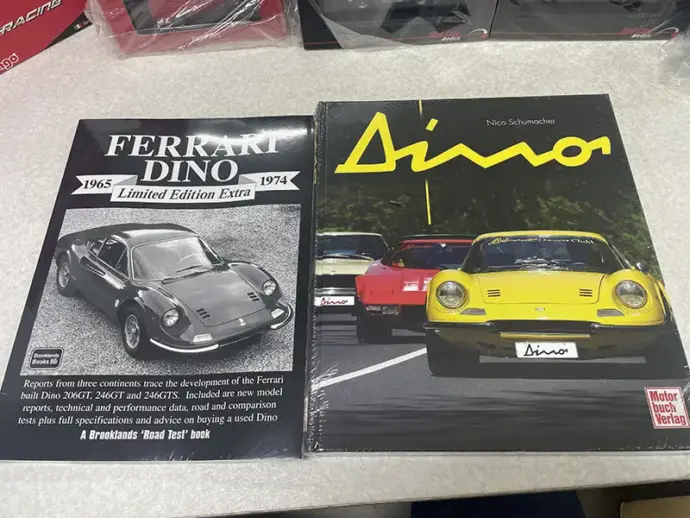 RACING
FERRARI
DINO
1965
1974
Limited Edition Extra
Brooklands
Books
Reports from three continents trace the development of the Ferrari
built Dino 206GT, 246GT and 246GTS. Included are new model
reports, technical and performance data, road and comparison
tests plus full specifications and advice on buying a used Dino
A Brooklands 'Road Test' book
Nico Schumacher
Dino
Dino
Dino
Motor
buch
Verlag